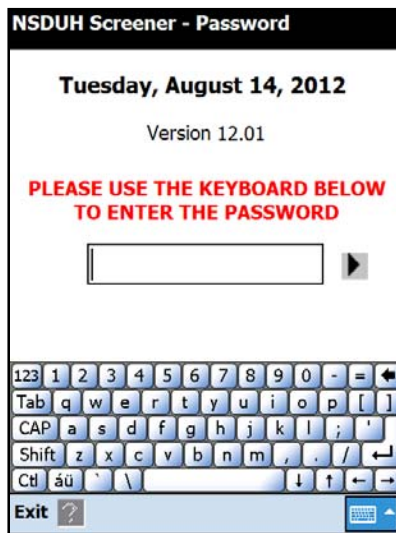 NSDUH Screener - Password
Tuesday, August 14, 2012
Version 12.01
PLEASE USE THE KEYBOARD BELOW
TO ENTER THE PASSWORD
123 1 2 3 4 5 6 7 8 9 0 - = ←
Tab q w e r t y u i o p [ ]
CAP a s d f g h j k l ; '
Shift z x c v b n m , . / ↵
Ctl áü ` \ ↓ ↑ ← →
Exit ?